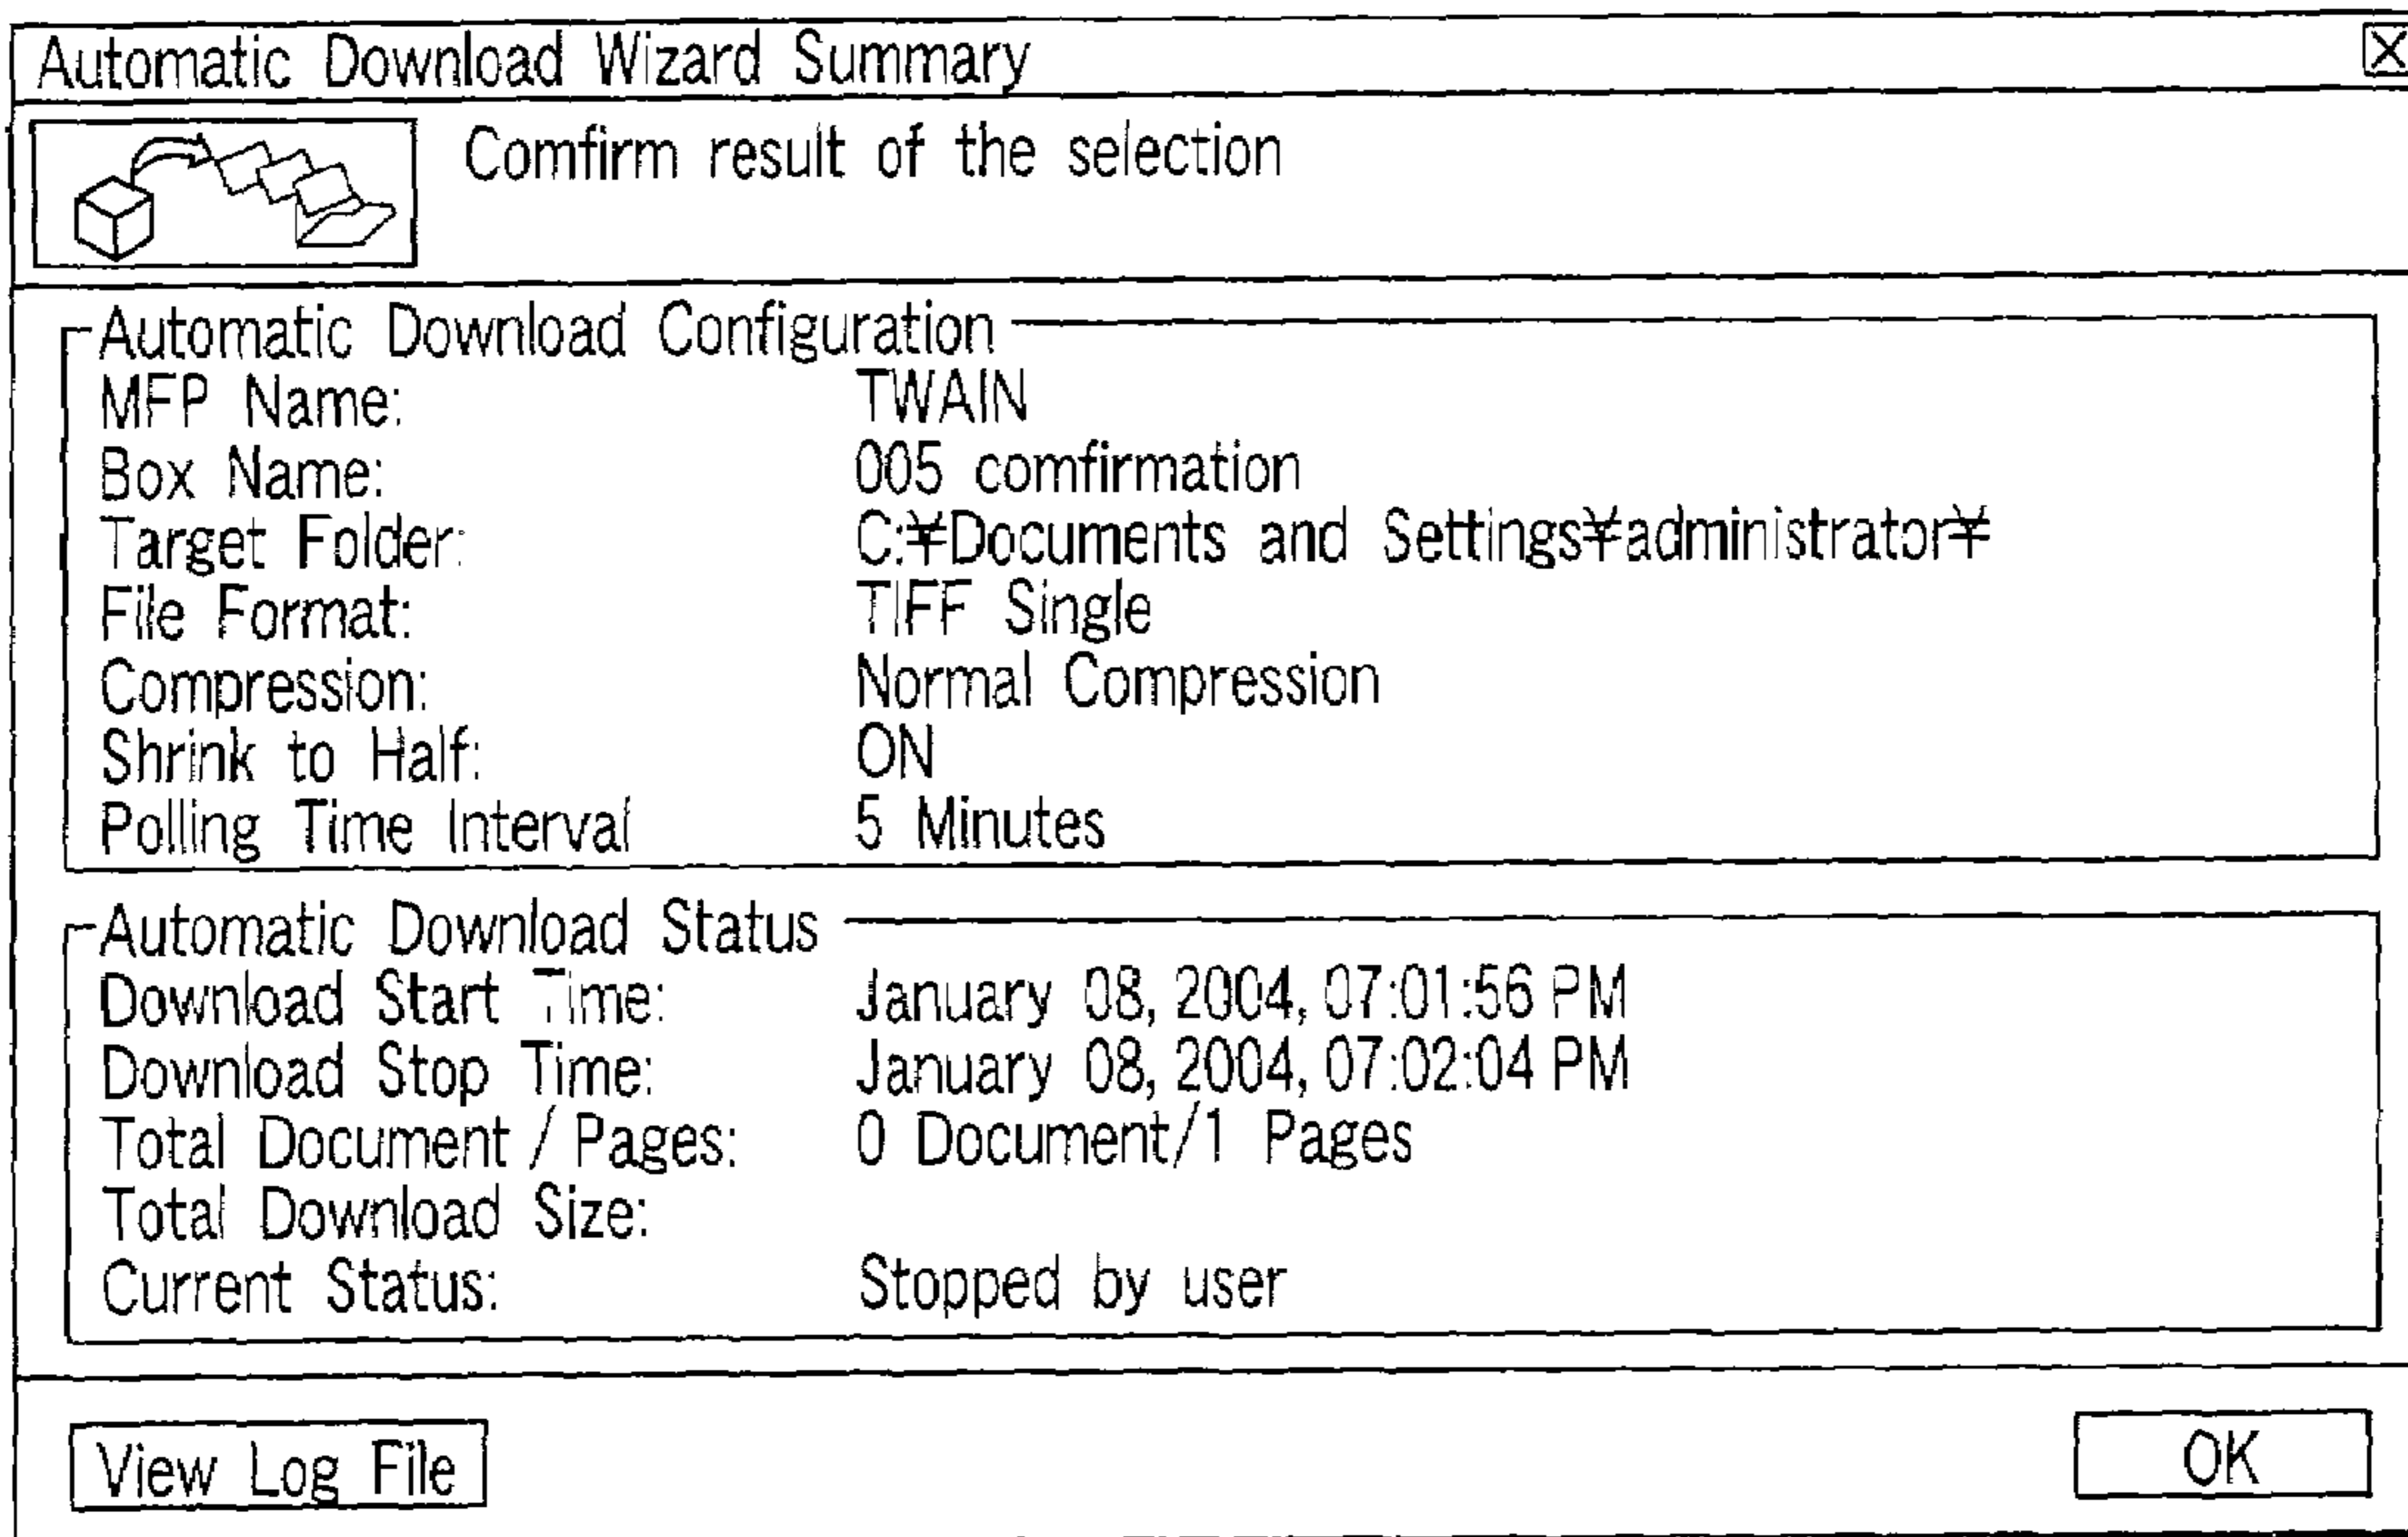 Automatic Download Wizard Summary
Comfirm result of the selection
Automatic Download Configuration
MFP Name: TWAIN
Box Name: 005 comfirmation
Target Folder: C:¥Documents and Settings¥administrator¥
File Format: TIFF Single
Compression: Normal Compression
Shrink to Half: ON
Polling Time Interval 5 Minutes
Automatic Download Status
Download Start Time: January 08, 2004, 07:01:56 PM
Download Stop Time: January 08, 2004, 07:02:04 PM
Total Document / Pages: 0 Document/1 Pages
Total Download Size:
Current Status: Stopped by user
View Log File
OK